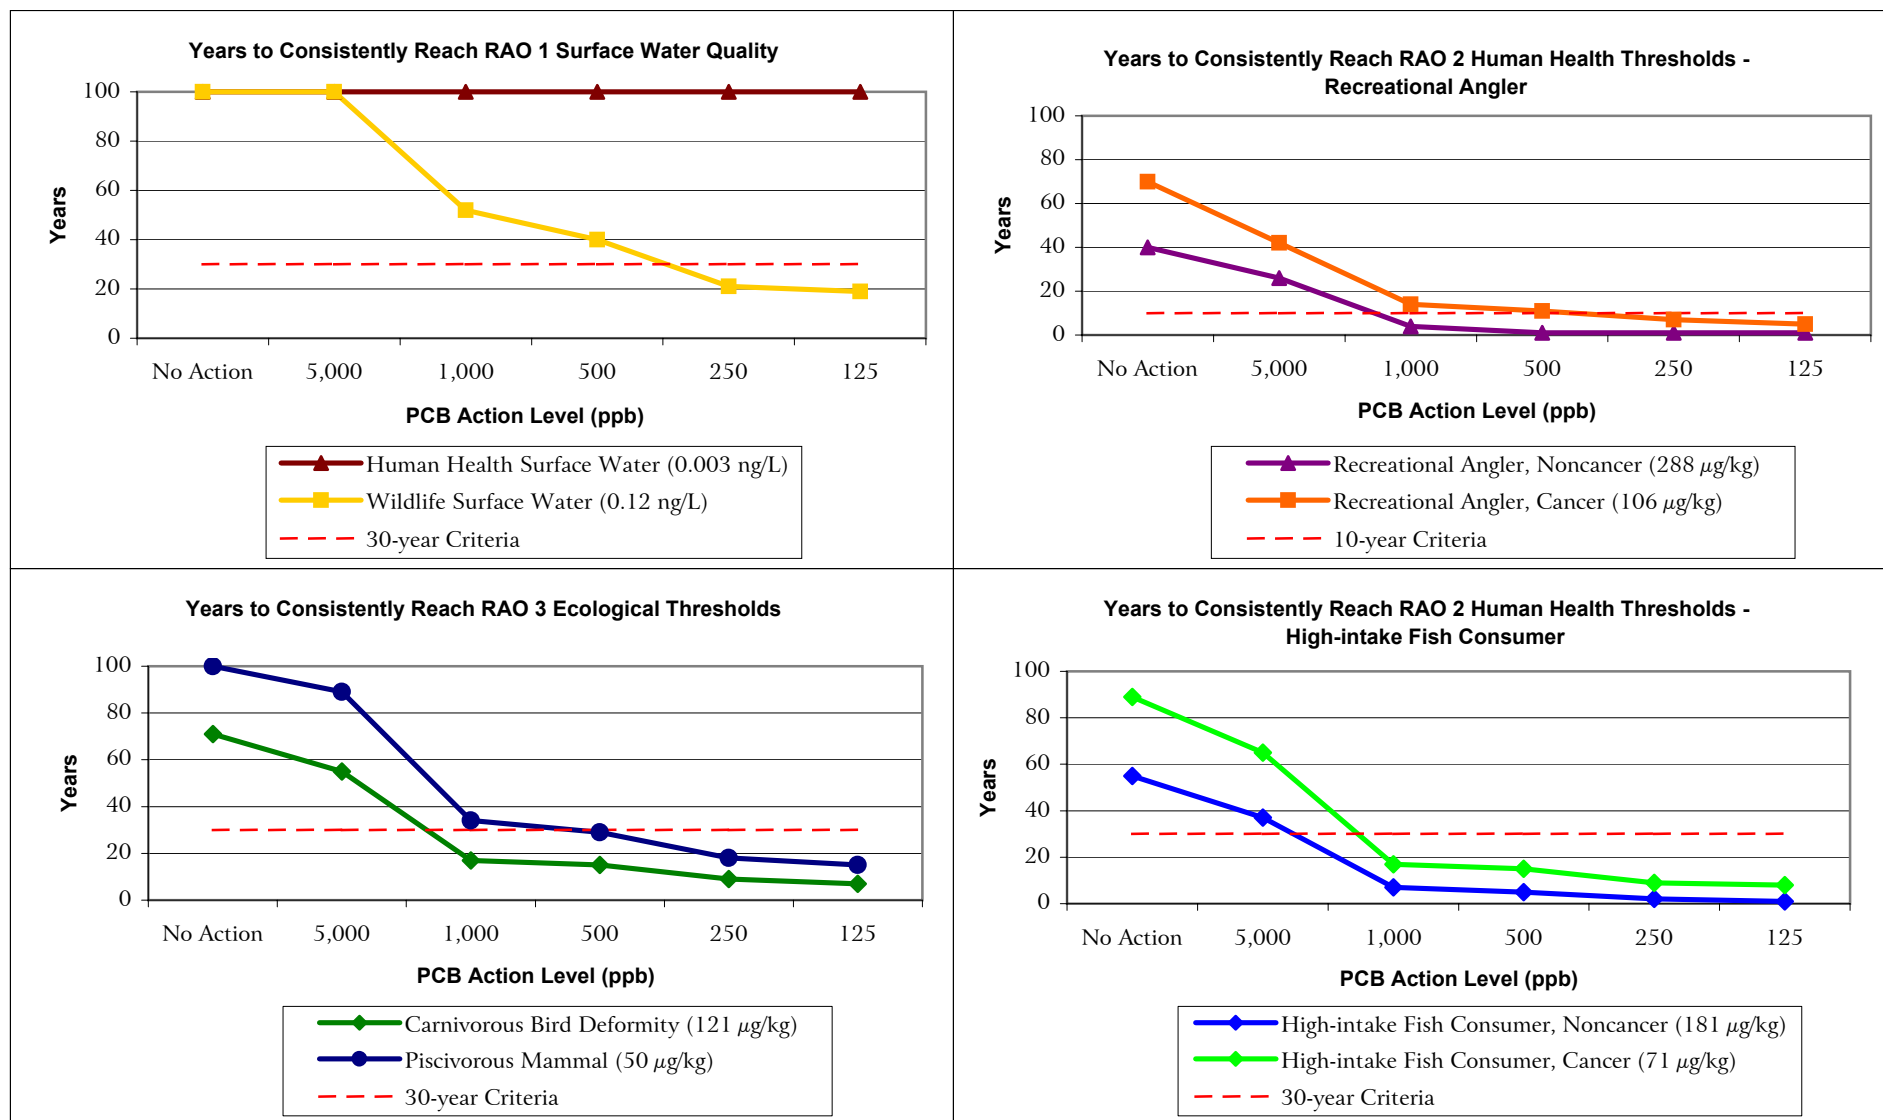 Years to Consistently Reach RAO 1 Surface Water Quality
100
80
60
40
20
0
Years
No Action 5,000 1,000 500 250 125
PCB Action Level (ppb)
Human Health Surface Water (0.003 ng/L)
Wildlife Surface Water (0.12 ng/L)
30-year Criteria
Years to Consistently Reach RAO 2 Human Health Thresholds -
Recreational Angler
100
80
60
40
20
0
Years
No Action 5,000 1,000 500 250 125
PCB Action Level (ppb)
Recreational Angler, Noncancer (288 µg/kg)
Recreational Angler, Cancer (106 µg/kg)
10-year Criteria
Years to Consistently Reach RAO 3 Ecological Thresholds
100
80
60
40
20
0
Years
No Action 5,000 1,000 500 250 125
PCB Action Level (ppb)
Carnivorous Bird Deformity (121 µg/kg)
Piscivorous Mammal (50 µg/kg)
30-year Criteria
Years to Consistently Reach RAO 2 Human Health Thresholds -
High-intake Fish Consumer
100
80
60
40
20
0
Years
No Action 5,000 1,000 500 250 125
PCB Action Level (ppb)
High-intake Fish Consumer, Noncancer (181 µg/kg)
High-intake Fish Consumer, Cancer (71 µg/kg)
30-year Criteria